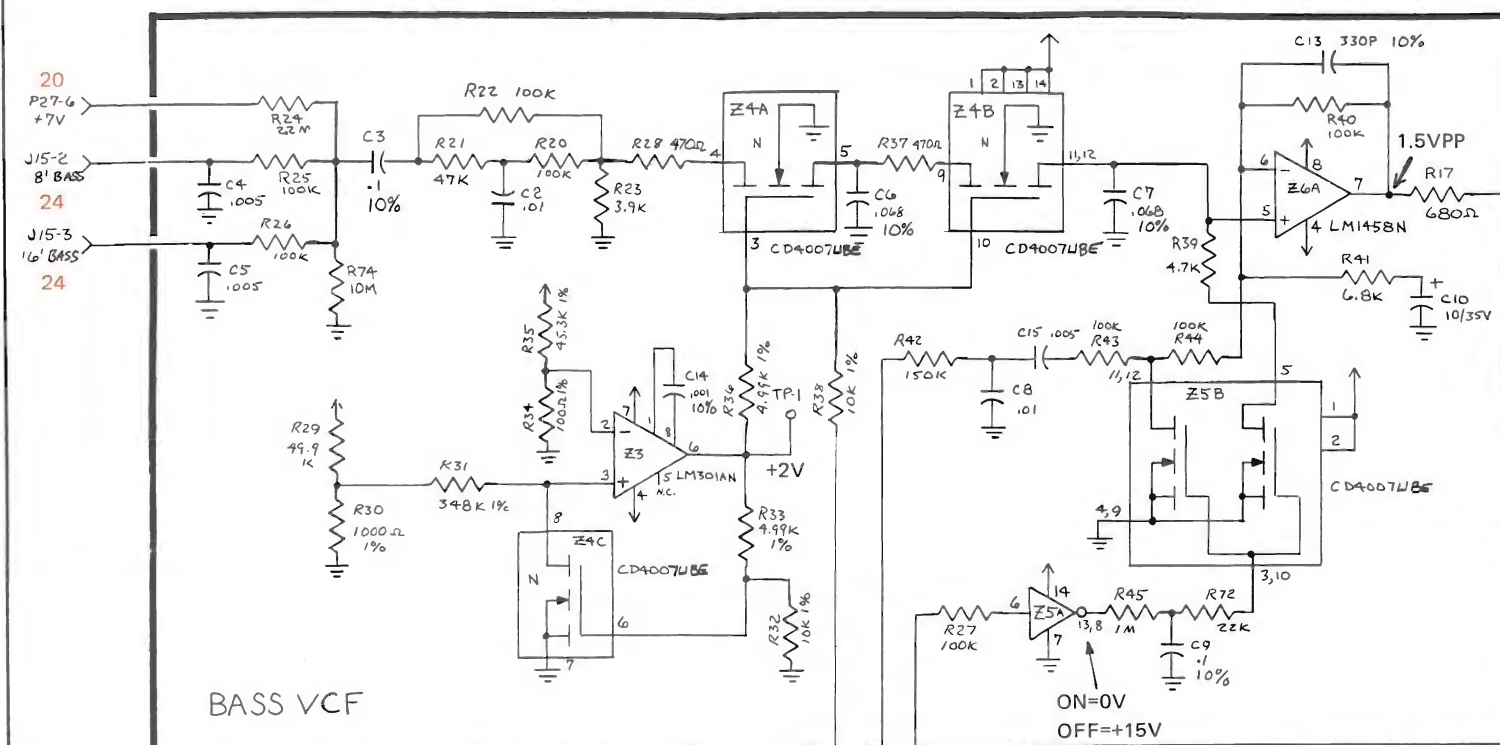 20
P27-6
+7V
R24
22M
J15-2
8' BASS
C4
.005
R25
100K
24
J15-3
16' BASS
C5
.005
R26
100K
24
R74
10M
C3
.1
10%
R22 100K
R21
47K
C2
.01
R20
100K
R23
3.9K
R28 470Ω
4
Z4A
N
5
3
CD4007UBE
C6
.068
10%
R37 470Ω
9
1
2
13
14
Z4B
N
11,12
10
CD4007UBE
C7
.068
10%
C13 330P 10%
R40
100K
1.5VPP
6
8
Z6A
7
5
4
LM1458N
R17
680Ω
R39
4.7K
R41
6.8K
+
C10
10/35V
R35
45.3K 1%
R34
100Ω 1%
C14
.001
10%
R36
4.99K 1%
TP-1
R38
10K 1%
R42
150K
C8
.01
C15 .005
100K
R43
100K
R44
11,12
5
Z5B
1
2
CD4007UBE
4,9
3,10
R29
49.9
K
R31
348K 1%
R30
1000Ω
1%
2
7
1
8
Z3
6
3
4
5
N.C.
LM301AN
+2V
R33
4.99K
1%
R32
10K 1%
8
Z4C
N
CD4007UBE
6
7
R27
100K
6
14
Z5A
13,8
7
R45
1M
R72
22K
C9
.1
10%
ON=0V
OFF=+15V
BASS VCF